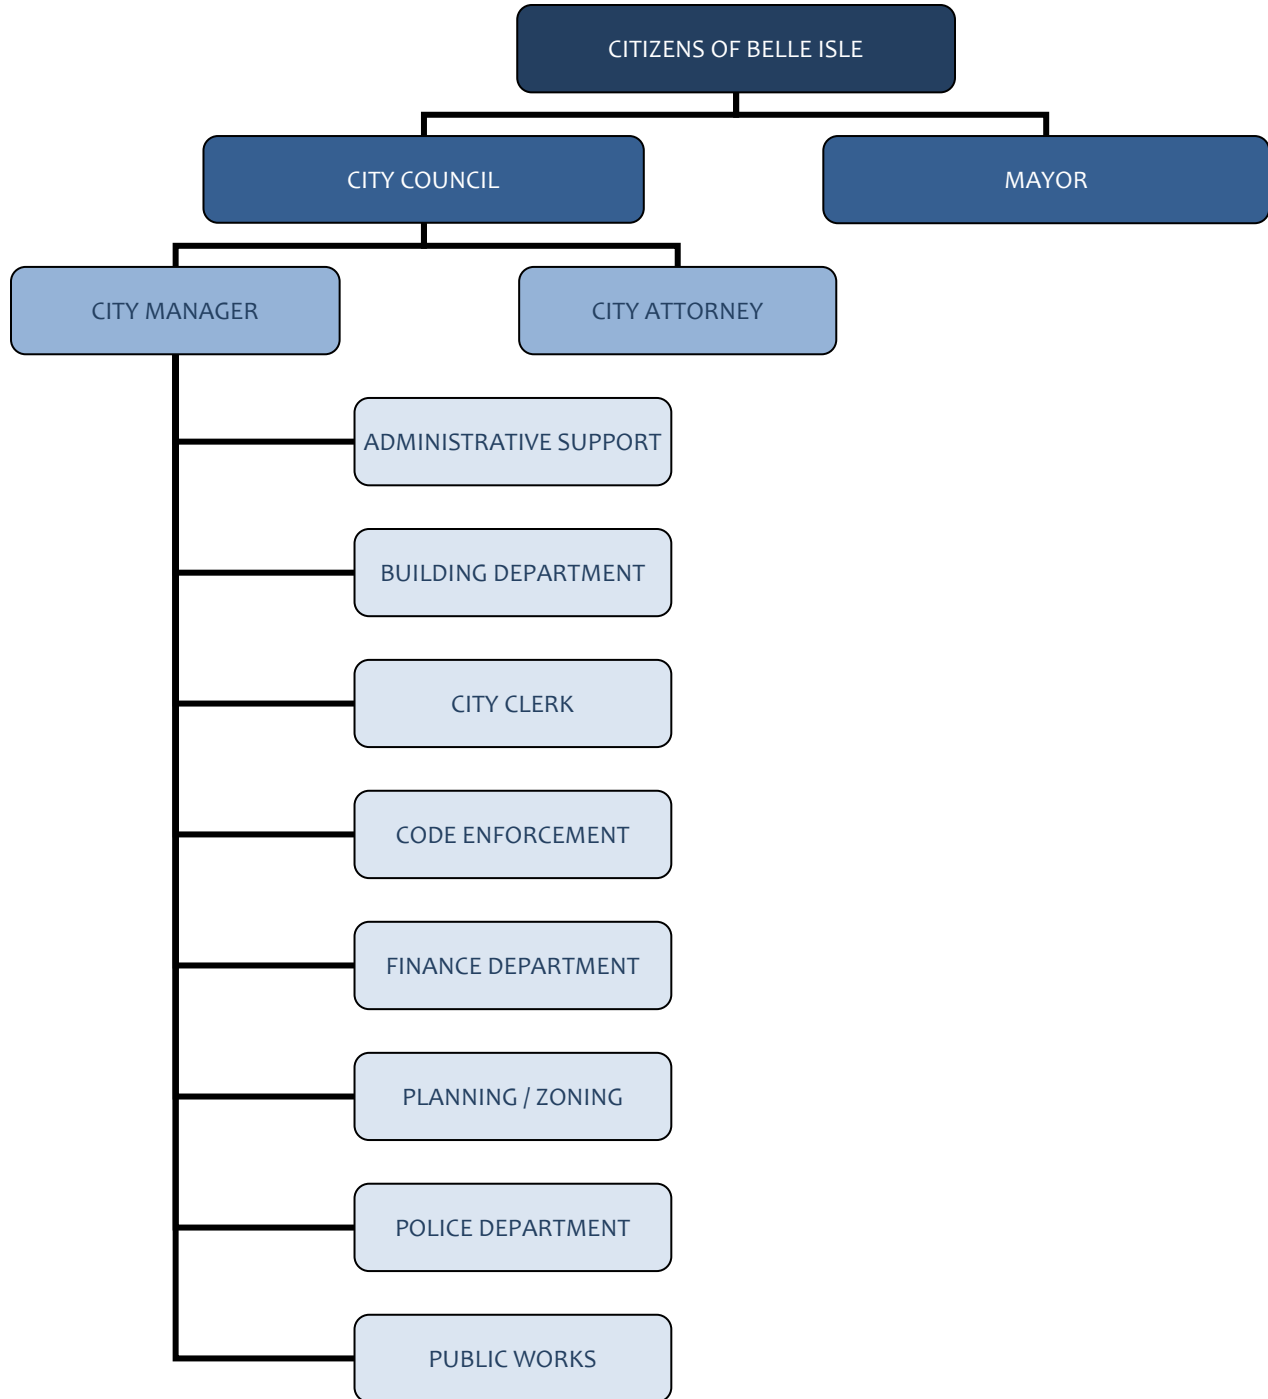 CITIZENS OF BELLE ISLE
CITY COUNCIL
MAYOR
CITY MANAGER
CITY ATTORNEY
ADMINISTRATIVE SUPPORT
BUILDING DEPARTMENT
CITY CLERK
CODE ENFORCEMENT
FINANCE DEPARTMENT
PLANNING / ZONING
POLICE DEPARTMENT
PUBLIC WORKS